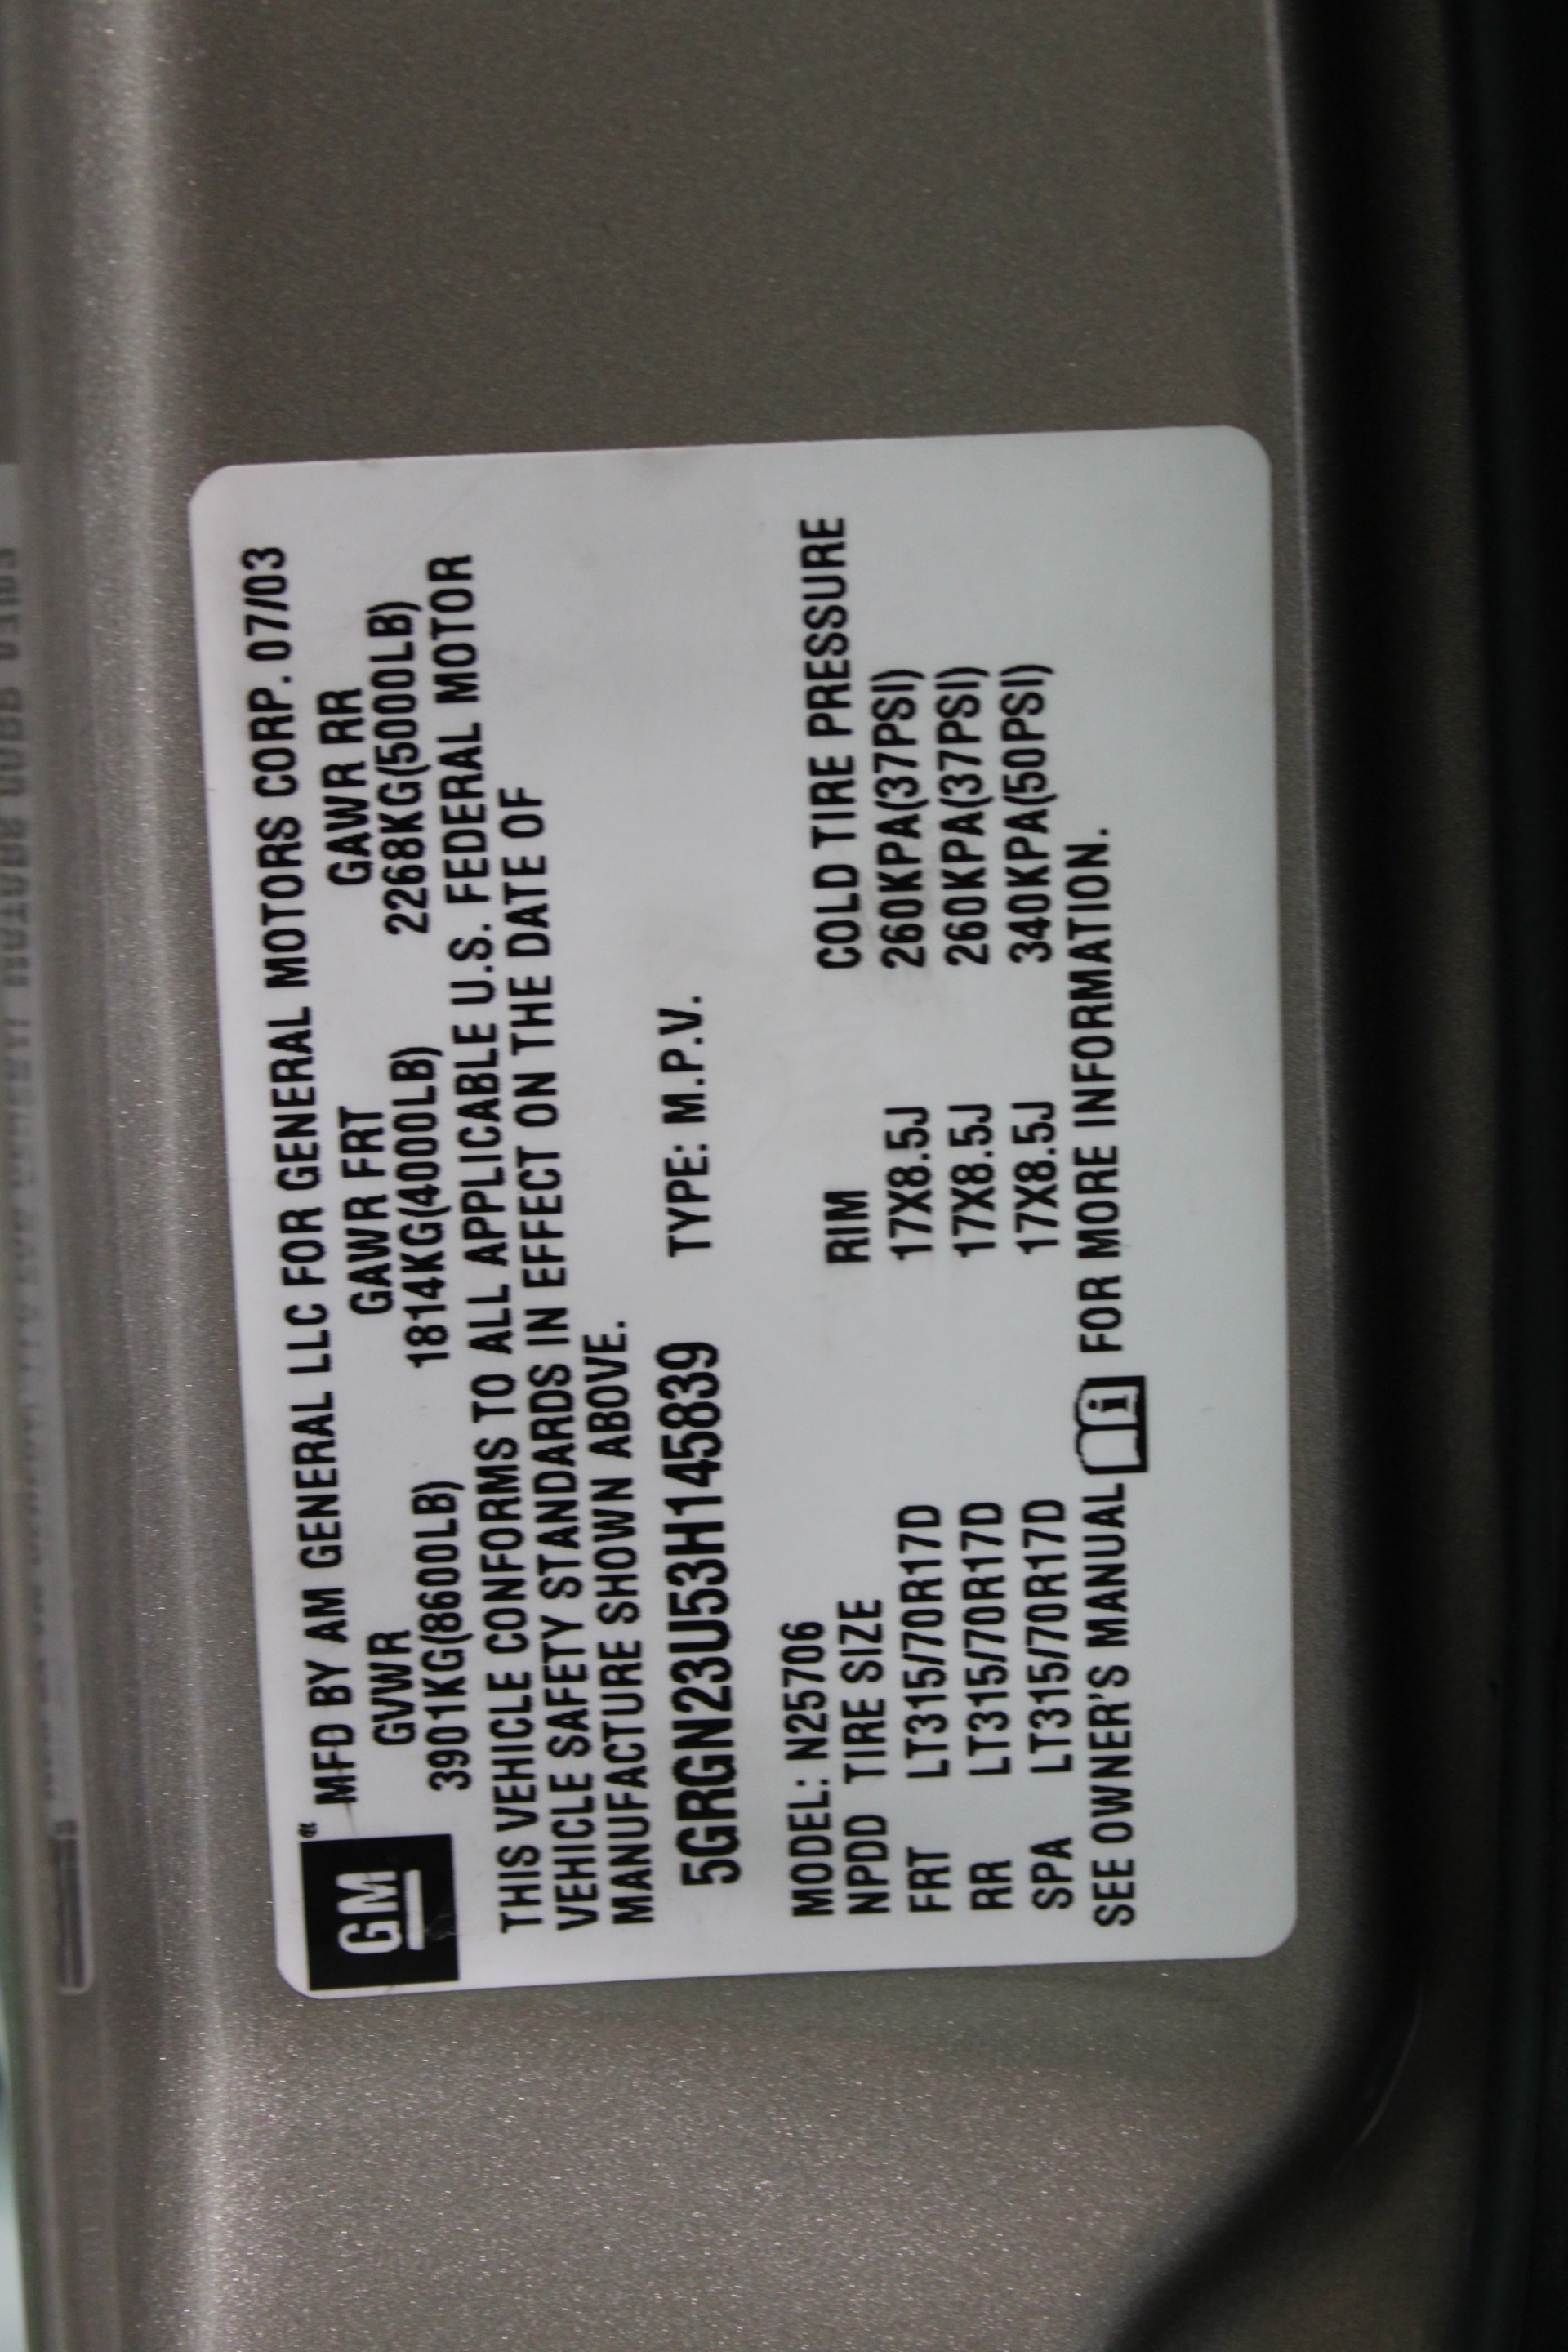 GM® MFD BY AM GENERAL LLC FOR GENERAL MOTORS CORP. 07/03
GVWR GAWR FRT GAWR RR
3901KG(8600LB) 1814KG(4000LB) 2268KG(5000LB)
THIS VEHICLE CONFORMS TO ALL APPLICABLE U.S. FEDERAL MOTOR
VEHICLE SAFETY STANDARDS IN EFFECT ON THE DATE OF
MANUFACTURE SHOWN ABOVE.
5GRGN23U53H145839 TYPE: M.P.V.
MODEL: N25706
NPDD TIRE SIZE RIM COLD TIRE PRESSURE
FRT LT315/70R17D 17X8.5J 260KPA(37PSI)
RR LT315/70R17D 17X8.5J 260KPA(37PSI)
SPA LT315/70R17D 17X8.5J 340KPA(50PSI)
SEE OWNER'S MANUAL i FOR MORE INFORMATION.